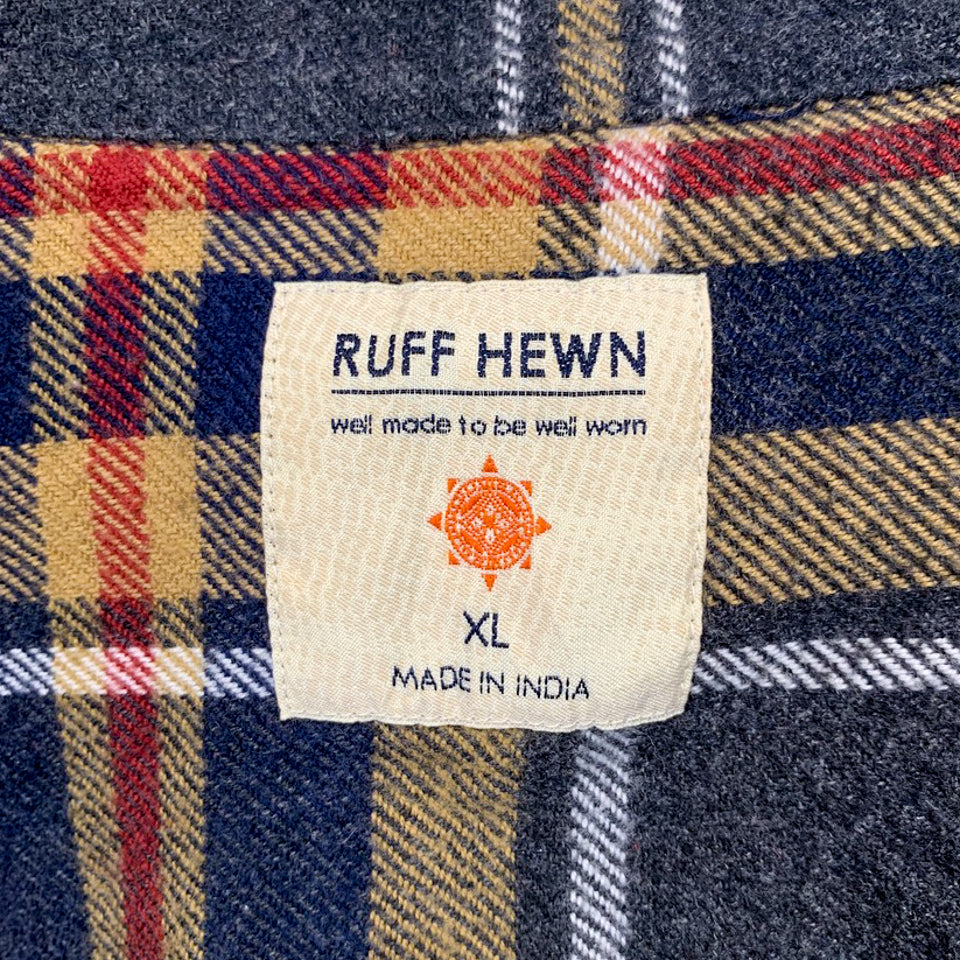 RUFF HEWN
well made to be well worn
XL
MADE IN INDIA